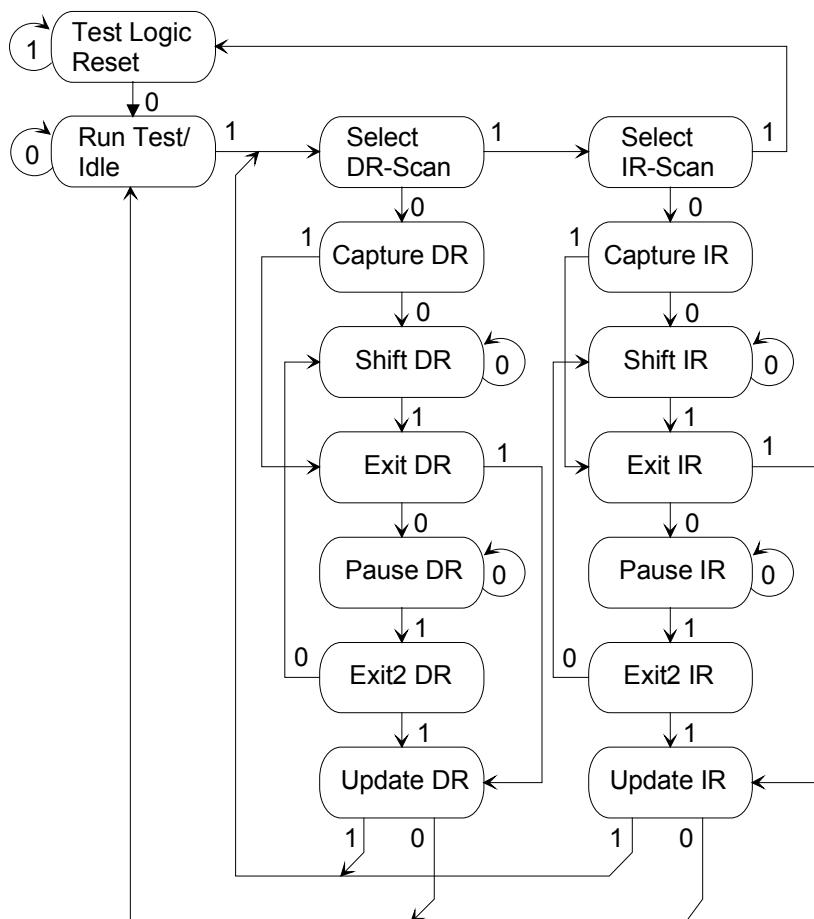 Test Logic
Reset
1
0
Run Test/
Idle
0
1
Select
DR-Scan
1
Select
IR-Scan
1
0
0
1
Capture DR
1
Capture IR
0
0
Shift DR
0
Shift IR
0
1
1
Exit DR
1
Exit IR
1
0
0
Pause DR
0
Pause IR
0
1
1
0
Exit2 DR
0
Exit2 IR
1
1
Update DR
Update IR
1
0
1
0